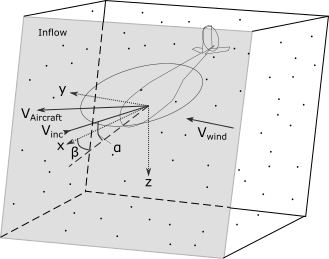 Inflow
y
V_Aircraft
V_inc
V_wind
x
β
α
z